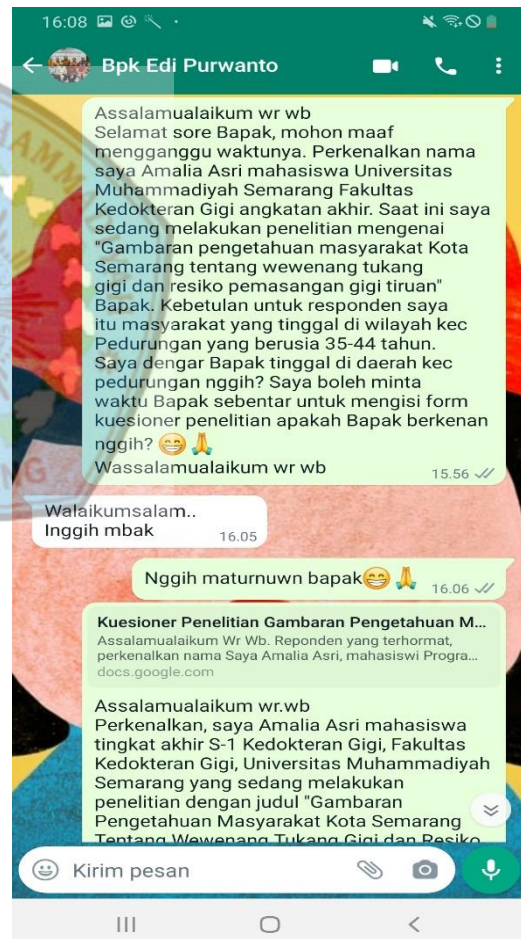 16:08
Bpk Edi Purwanto
Assalamualaikum wr wb
Selamat sore Bapak, mohon maaf
mengganggu waktunya. Perkenalkan nama
saya Amalia Asri mahasiswa Universitas
Muhammadiyah Semarang Fakultas
Kedokteran Gigi angkatan akhir. Saat ini saya
sedang melakukan penelitian mengenai
"Gambaran pengetahuan masyarakat Kota
Semarang tentang wewenang tukang
gigi dan resiko pemasangan gigi tiruan"
Bapak. Kebetulan untuk responden saya
itu masyarakat yang tinggal di wilayah kec
Pedurungan yang berusia 35-44 tahun.
Saya dengar Bapak tinggal di daerah kec
pedurungan nggih? Saya boleh minta
waktu Bapak sebentar untuk mengisi form
kuesioner penelitian apakah Bapak berkenan
nggih? 😁 🙏
Wassalamualaikum wr wb
15.56
Walaikumsalam..
Inggih mbak
16.05
Nggih maturnuwn bapak😁 🙏
16.06
Kuesioner Penelitian Gambaran Pengetahuan M...
Assalamualaikum Wr Wb. Reponden yang terhormat,
perkenalkan nama Saya Amalia Asri, mahasiswi Progra...
docs.google.com
Assalamualaikum wr.wb
Perkenalkan, saya Amalia Asri mahasiswa
tingkat akhir S-1 Kedokteran Gigi, Fakultas
Kedokteran Gigi, Universitas Muhammadiyah
Semarang yang sedang melakukan
penelitian dengan judul "Gambaran
Pengetahuan Masyarakat Kota Semarang
Tentang Wewenang Tukang Gigi dan Resiko
Kirim pesan